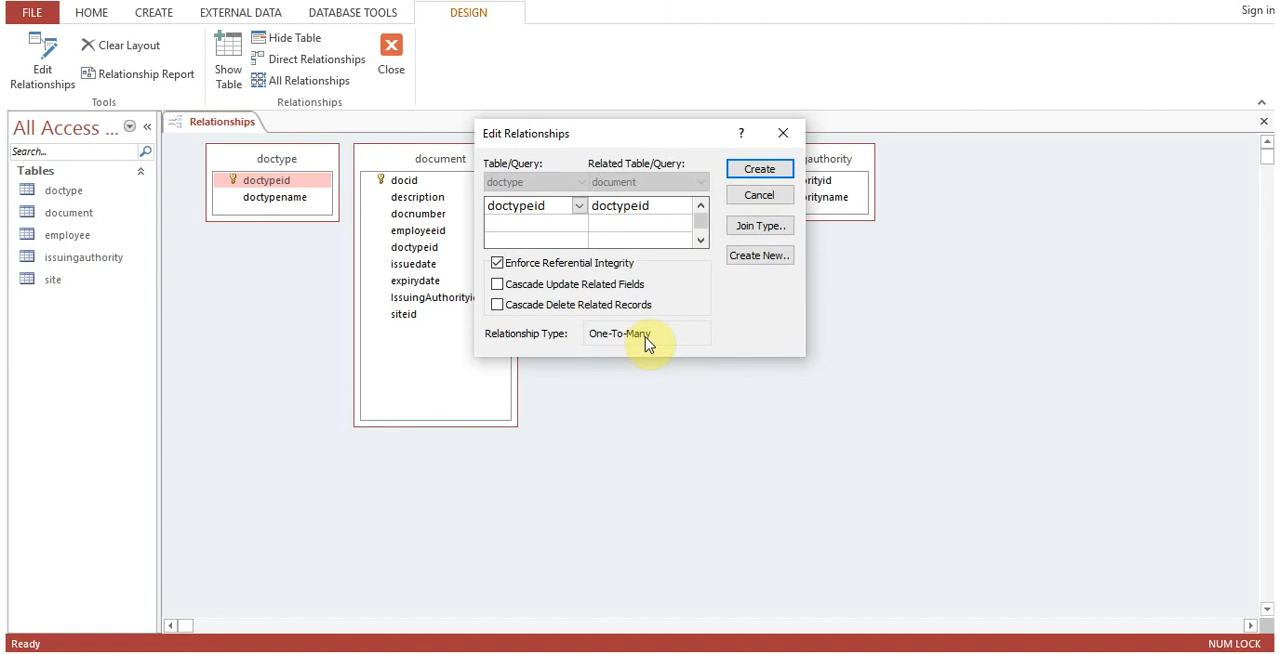 FILE HOME CREATE EXTERNAL DATA DATABASE TOOLS DESIGN Sign in
Edit Relationships
Clear Layout
Relationship Report
Tools
Show Table
Hide Table
Direct Relationships
All Relationships
Relationships
Close
All Access ... «
Search...
Tables
doctype
document
employee
issuingauthority
site
Relationships
doctype
doctypeid
doctypename
document
docid
description
docnumber
employeeid
doctypeid
issuedate
expirydate
IssuingAuthorityi
siteid
authority
rityid
rityname
Edit Relationships ?
Table/Query: Related Table/Query:
doctype document
doctypeid doctypeid
Enforce Referential Integrity
Cascade Update Related Fields
Cascade Delete Related Records
Relationship Type: One-To-Many
Create
Cancel
Join Type..
Create New..
Ready NUM LOCK